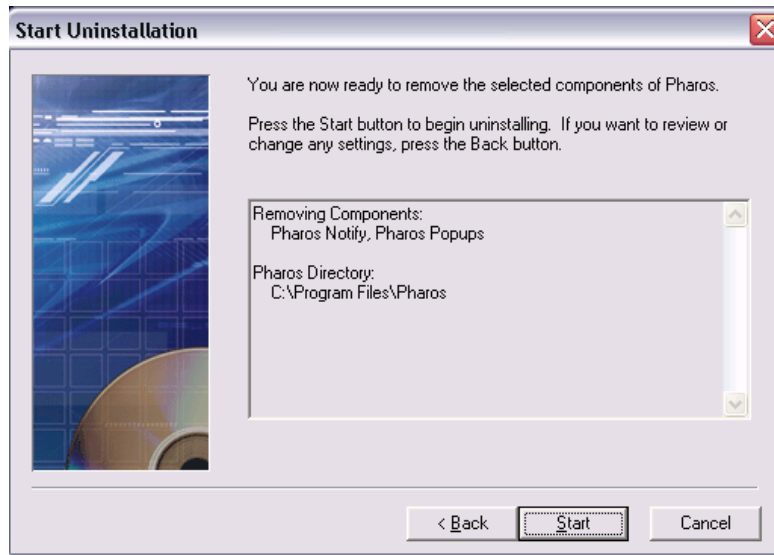 Start Uninstallation
You are now ready to remove the selected components of Pharos.
Press the Start button to begin uninstalling. If you want to review or
change any settings, press the Back button.
Removing Components:
Pharos Notify, Pharos Popups
Pharos Directory:
C:\Program Files\Pharos
< Back
Start
Cancel